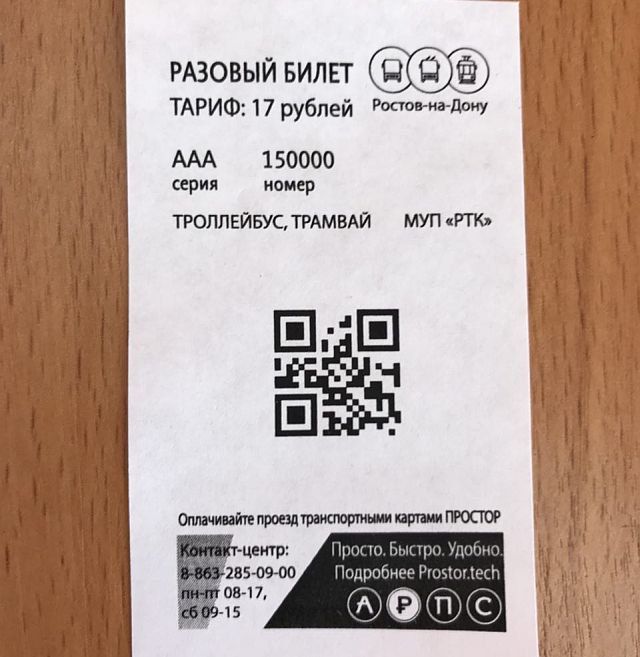 РАЗОВЫЙ БИЛЕТ
ТАРИФ: 17 рублей
Ростов-на-Дону
ААА 150000
серия номер
ТРОЛЛЕЙБУС, ТРАМВАЙ МУП «РТК»
Оплачивайте проезд транспортными картами ПРОСТОР
Контакт-центр:
8-863-285-09-00
пн-пт 08-17,
сб 09-15
Просто. Быстро. Удобно.
Подробнее Prostor.tech
А ₽ П С